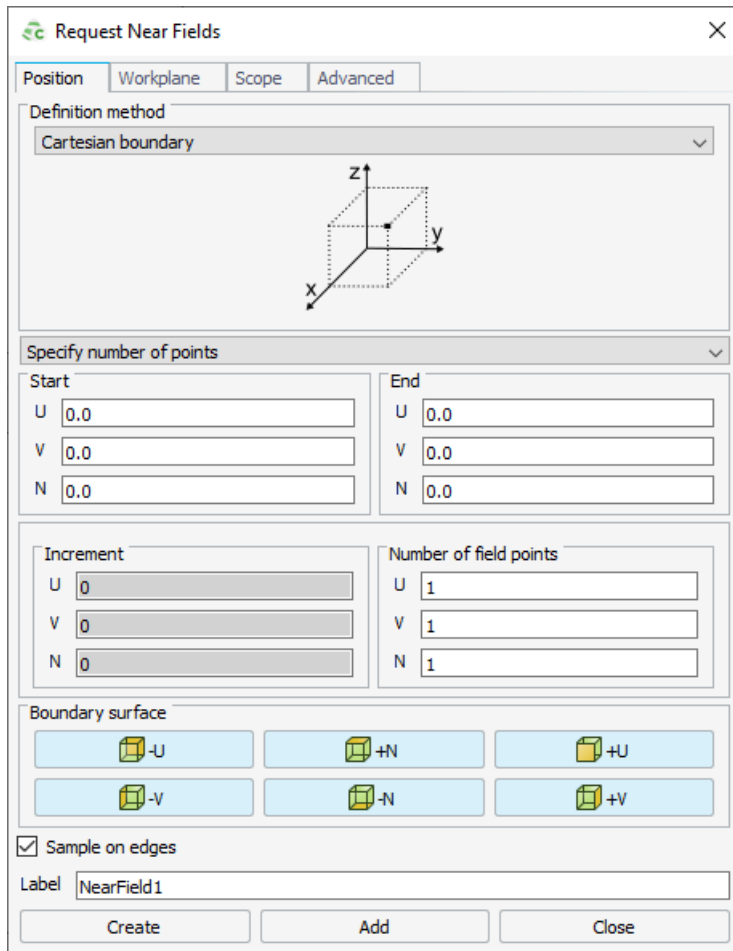 Request Near Fields
Position Workplane Scope Advanced
Definition method
Cartesian boundary
z
y
x
Specify number of points
Start End
U 0.0 U 0.0
V 0.0 V 0.0
N 0.0 N 0.0
Increment Number of field points
U 0 U 1
V 0 V 1
N 0 N 1
Boundary surface
-U +N +U
-V -N +V
Sample on edges
Label NearField1
Create Add Close